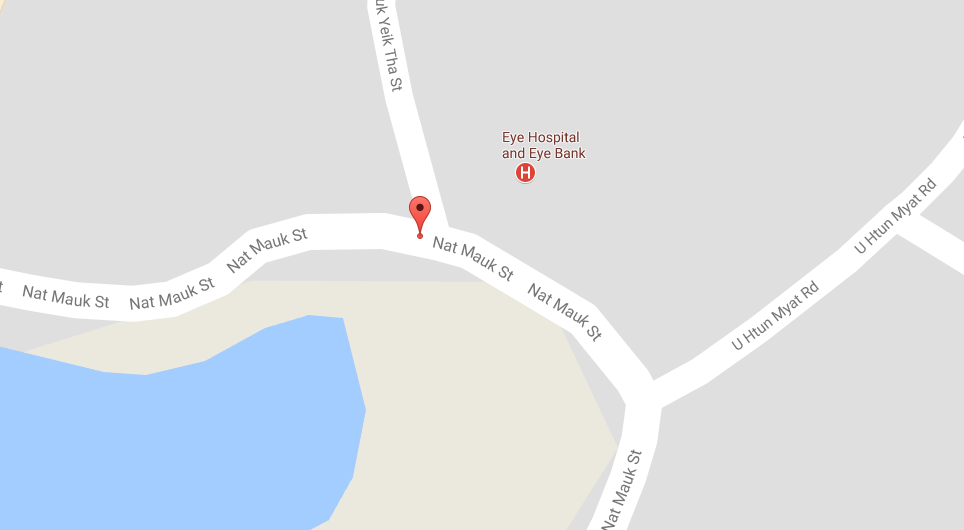 uk Yeik Tha St
Eye Hospital
and Eye Bank
H
U Htun Myat Rd
Nat Mauk St
Nat Mauk St
Nat Mauk St
t
Nat Mauk St
Nat Mauk St
Nat Mauk St
U Htun Myat Rd
Nat Mauk St